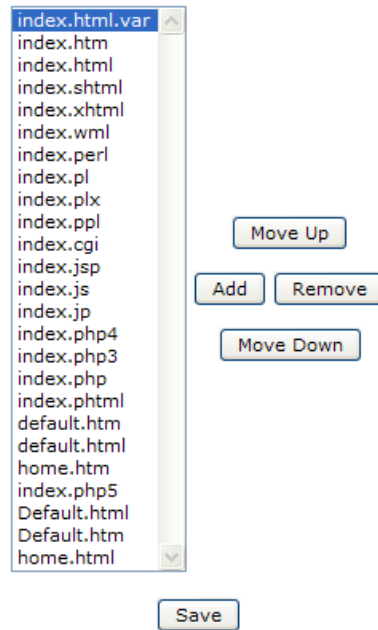 index.html.var
index.htm
index.html
index.shtml
index.xhtml
index.wml
index.perl
index.pl
index.plx
index.ppl
index.cgi
index.jsp
index.js
index.jp
index.php4
index.php3
index.php
index.phtml
default.htm
default.html
home.htm
index.php5
Default.html
Default.htm
home.html
Move Up
Add Remove
Move Down
Save